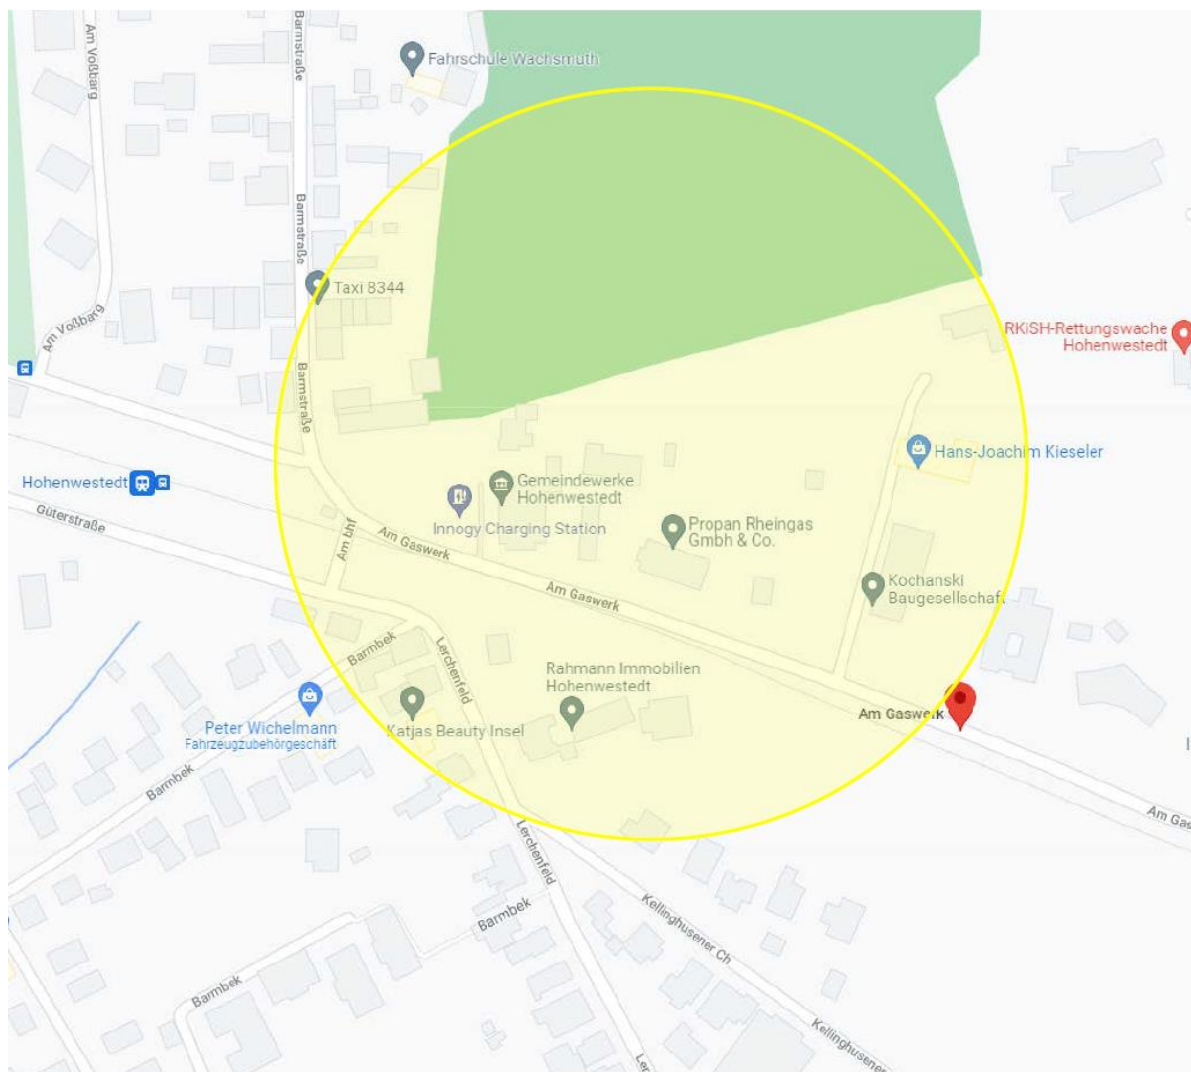 Barmstraße
Am Voßbarg
Fahrschule Wachsmuth
Barmstraße
Taxi 8344
Am Voßbarg
RKiSH-Rettungswache
Hohenwestedt
Barmstraße
Hans-Joachim Kieseler
Hohenwestedt
Gemeindewerke
Hohenwestedt
Innogy Charging Station
Güterstraße
Am bhf
Am Gaswerk
Propan Rheingas
Gmbh & Co.
Am Gaswerk
Kochanski
Baugesellschaft
Barmbek
Lerchenfeld
Rahmann Immobilien
Hohenwestedt
Am Gaswerk
Peter Wichelmann
Fahrzeugzubehörgeschäft
Katjas Beauty Insel
Barmbek
Am Gas
Lerchenfeld
Barmbek
Kellinghusener Ch
Barmbek
Kellinghusener
Ler